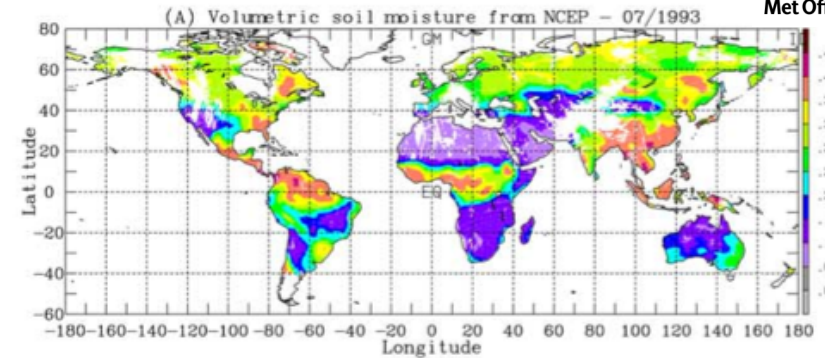 Met Of
(A) Volumetric soil moisture from NCEP - 07/1993
GM
80
60
40
20
0
-20
-40
-60
Latitude
EQ
-180-160-140-120-100 -80 -60 -40 -20 0 20 40 60 80 100 120 140 160 180
Longitude